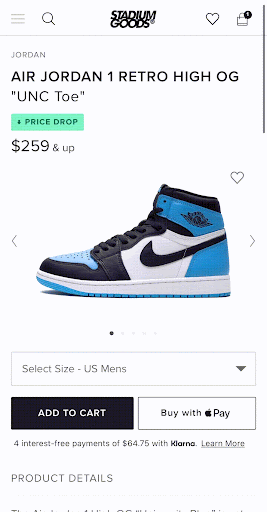 STADIUM
GOODS
JORDAN
AIR JORDAN 1 RETRO HIGH OG
"UNC Toe"
PRICE DROP
$259 & up
Select Size - US Mens
ADD TO CART
Buy with Pay
4 interest-free payments of $64.75 with Klarna. Learn More
PRODUCT DETAILS